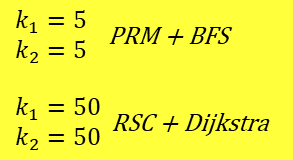 k₁ = 5
k₂ = 5
PRM + BFS
k₁ = 50
k₂ = 50
RSC + Dijkstra